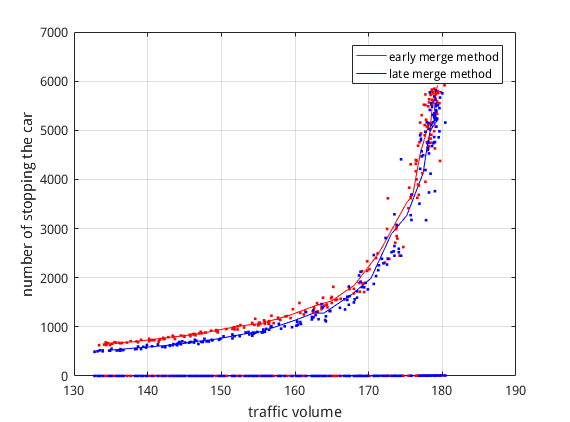 7000
6000
5000
4000
3000
2000
1000
0
number of stopping the car
early merge method
late merge method
130 140 150 160 170 180 190
traffic volume